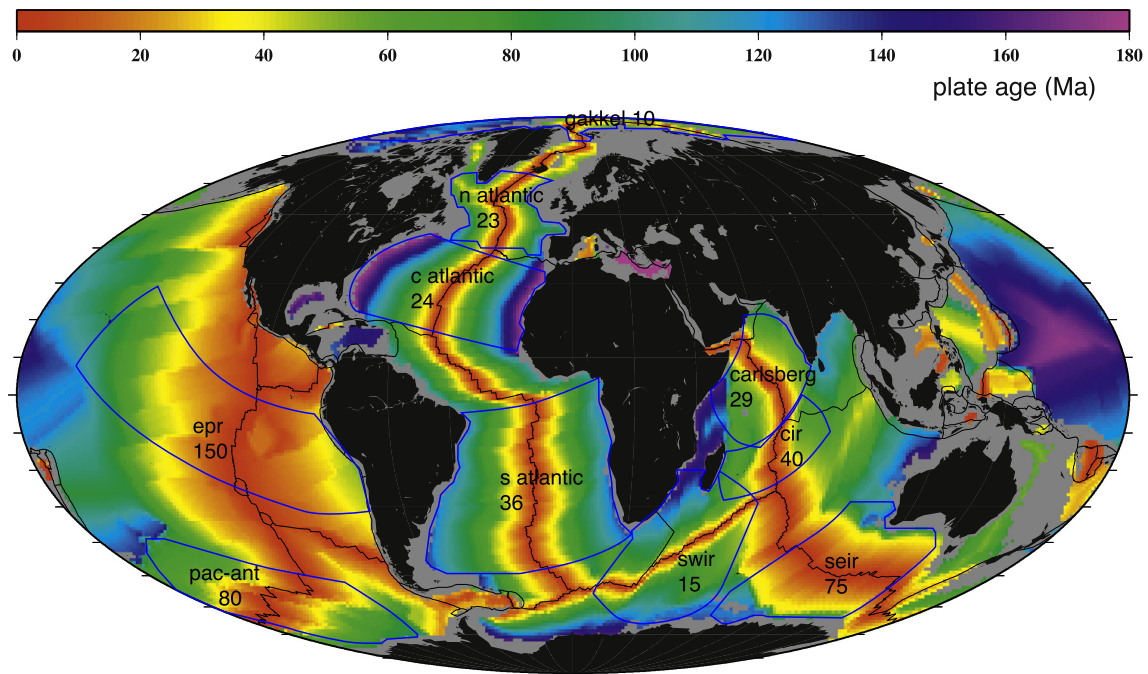 0 20 40 60 80 100 120 140 160 180
plate age (Ma)
gakkel 10
n atlantic
23
c atlantic
24
carlsberg
29
epr
150
cir
40
s atlantic
36
swir
15
seir
75
pac-ant
80